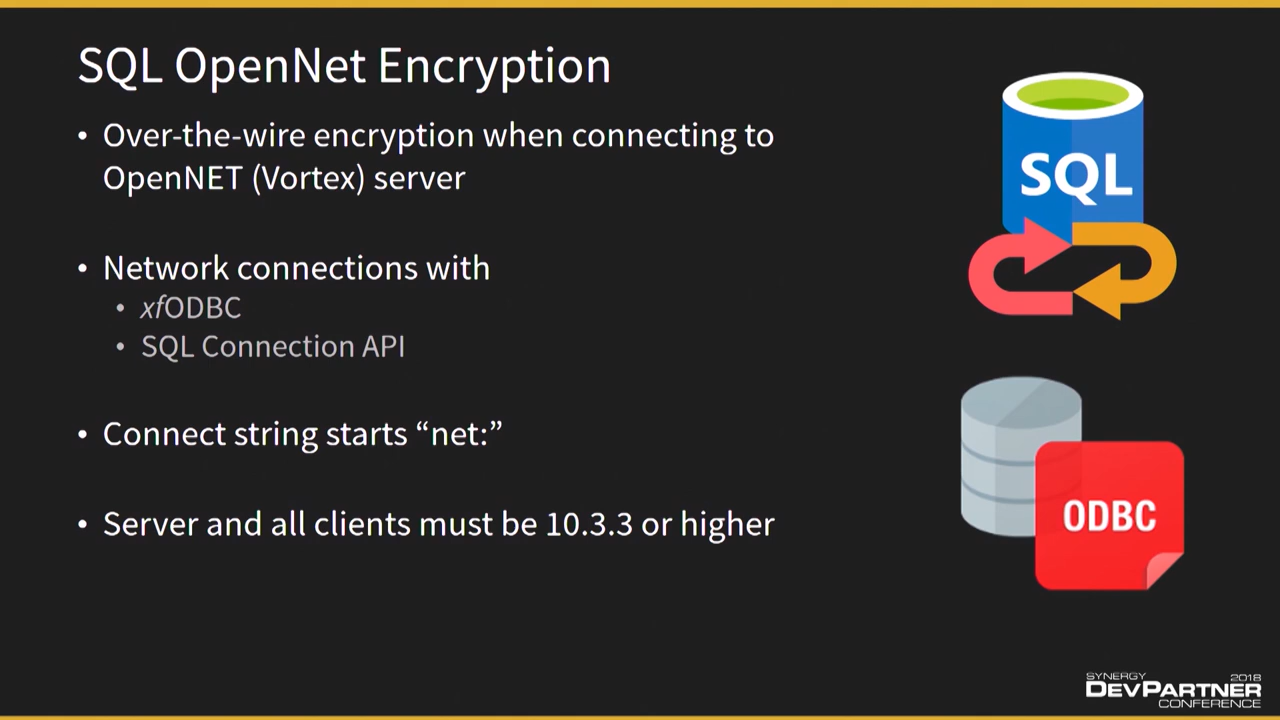 SQL OpenNet Encryption
• Over-the-wire encryption when connecting to
OpenNET (Vortex) server
• Network connections with
• xfODBC
• SQL Connection API
• Connect string starts “net:”
• Server and all clients must be 10.3.3 or higher
SQL
ODBC
SYNERGY 2018
DEVPARTNER
CONFERENCE